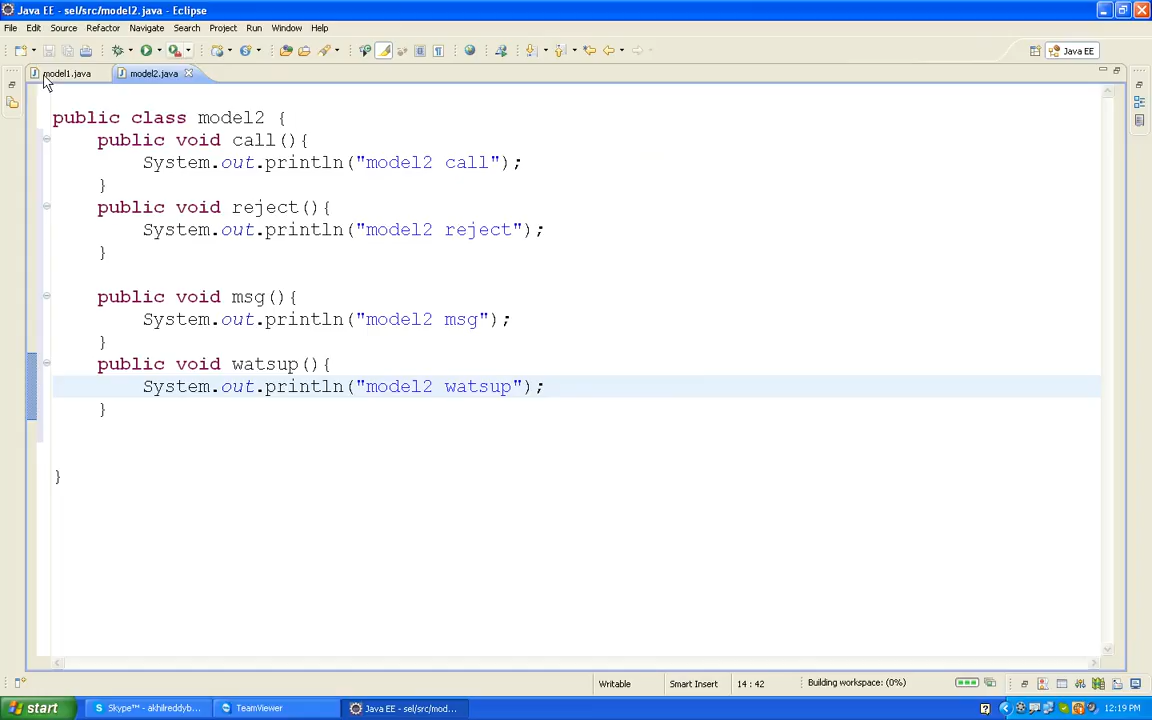 Java EE - sel/src/model2.java - Eclipse
File Edit Source Refactor Navigate Search Project Run Window Help
Java EE
model1.java model2.java
public class model2 {
public void call(){
System.out.println("model2 call");
}
public void reject(){
System.out.println("model2 reject");
}
public void msg(){
System.out.println("model2 msg");
}
public void watsup(){
System.out.println("model2 watsup");
}
}
Writable Smart Insert 14 : 42 Building workspace: (0%)
start Skype™ - akhilreddyb... TeamViewer Java EE - sel/src/mod... 12:19 PM